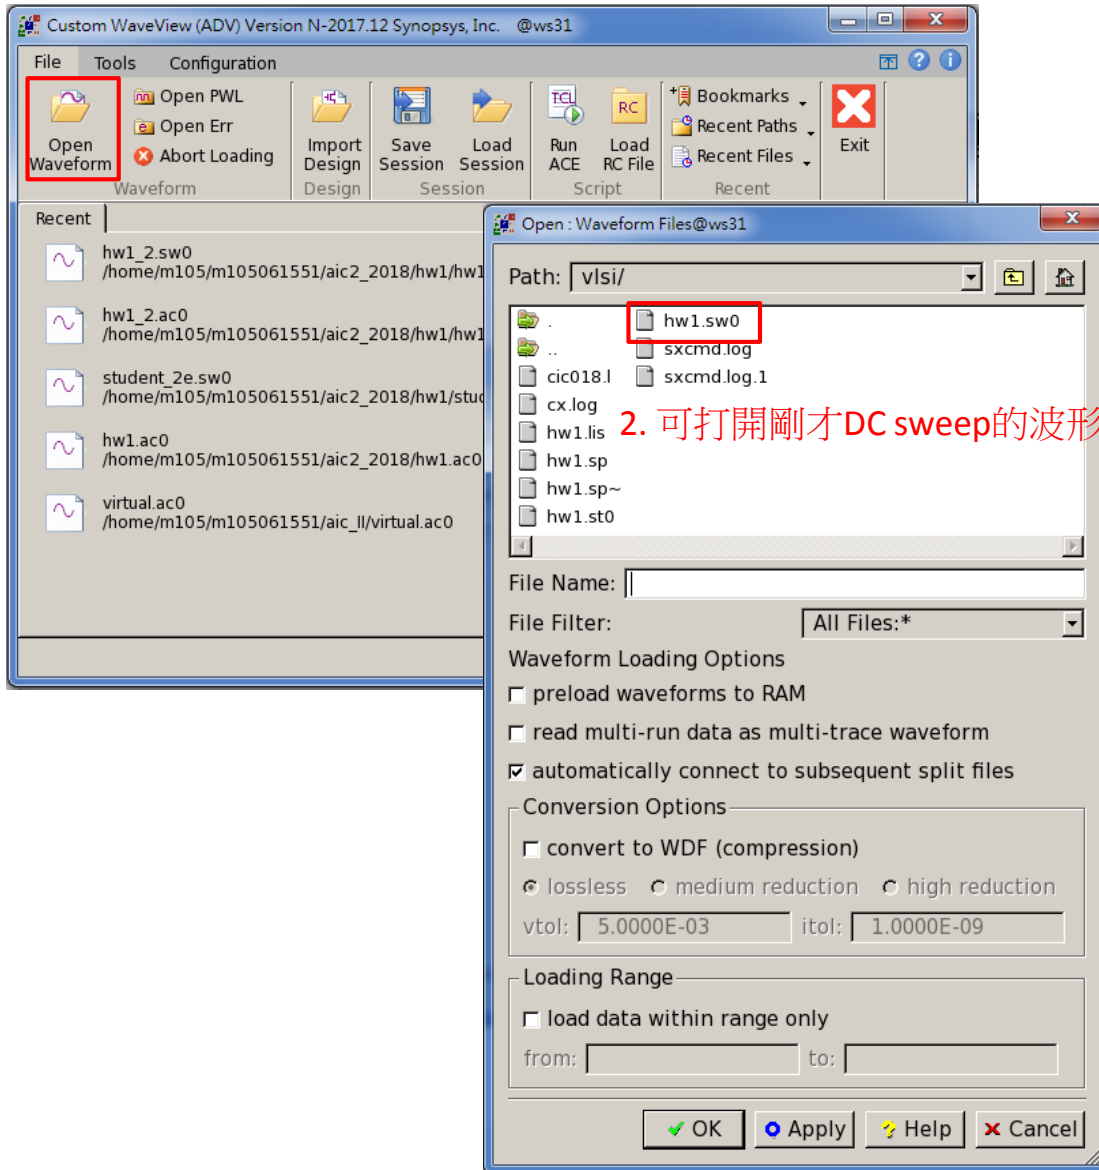 Custom WaveView (ADV) Version N-2017.12 Synopsys, Inc. @ws31
File Tools Configuration
Open Waveform
Open PWL
Open Err
Abort Loading
Waveform
Import Design
Design
Save Session
Load Session
Session
TCL
Run ACE
RC
Load RC File
Script
Bookmarks
Recent Paths
Recent Files
Recent
Exit
Recent
hw1_2.sw0
/home/m105/m105061551/aic2_2018/hw1/hw1
hw1_2.ac0
/home/m105/m105061551/aic2_2018/hw1/hw1
student_2e.sw0
/home/m105/m105061551/aic2_2018/hw1/stud
hw1.ac0
/home/m105/m105061551/aic2_2018/hw1.ac0
virtual.ac0
/home/m105/m105061551/aic_II/virtual.ac0
Open : Waveform Files@ws31
Path: vlsi/
.
..
cic018.l
cx.log
hw1.lis
hw1.sp
hw1.sp~
hw1.st0
hw1.sw0
sxcmd.log
sxcmd.log.1
2. 可打開剛才DC sweep的波形
File Name:
File Filter: All Files:*
Waveform Loading Options
preload waveforms to RAM
read multi-run data as multi-trace waveform
automatically connect to subsequent split files
Conversion Options
convert to WDF (compression)
lossless medium reduction high reduction
vtol: 5.0000E-03 itol: 1.0000E-09
Loading Range
load data within range only
from: to:
OK Apply Help Cancel